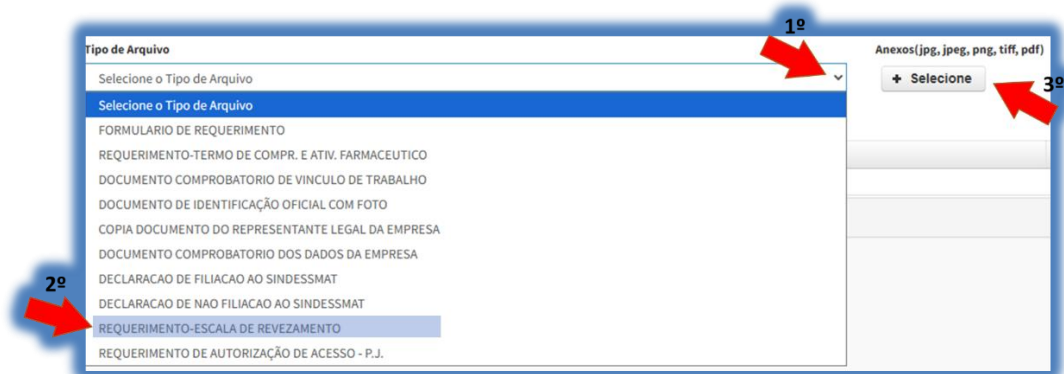 1º
Tipo de Arquivo
Anexos(jpg, jpeg, png, tiff, pdf)
Selecione o Tipo de Arquivo
+ Selecione
3º
Selecione o Tipo de Arquivo
FORMULARIO DE REQUERIMENTO
REQUERIMENTO-TERMO DE COMPR. E ATIV. FARMACEUTICO
DOCUMENTO COMPROBATORIO DE VINCULO DE TRABALHO
DOCUMENTO DE IDENTIFICAÇÃO OFICIAL COM FOTO
COPIA DOCUMENTO DO REPRESENTANTE LEGAL DA EMPRESA
DOCUMENTO COMPROBATORIO DOS DADOS DA EMPRESA
DECLARACAO DE FILIACAO AO SINDESSMAT
2º
DECLARACAO DE NAO FILIACAO AO SINDESSMAT
REQUERIMENTO-ESCALA DE REVEZAMENTO
REQUERIMENTO DE AUTORIZAÇÃO DE ACESSO - P.J.